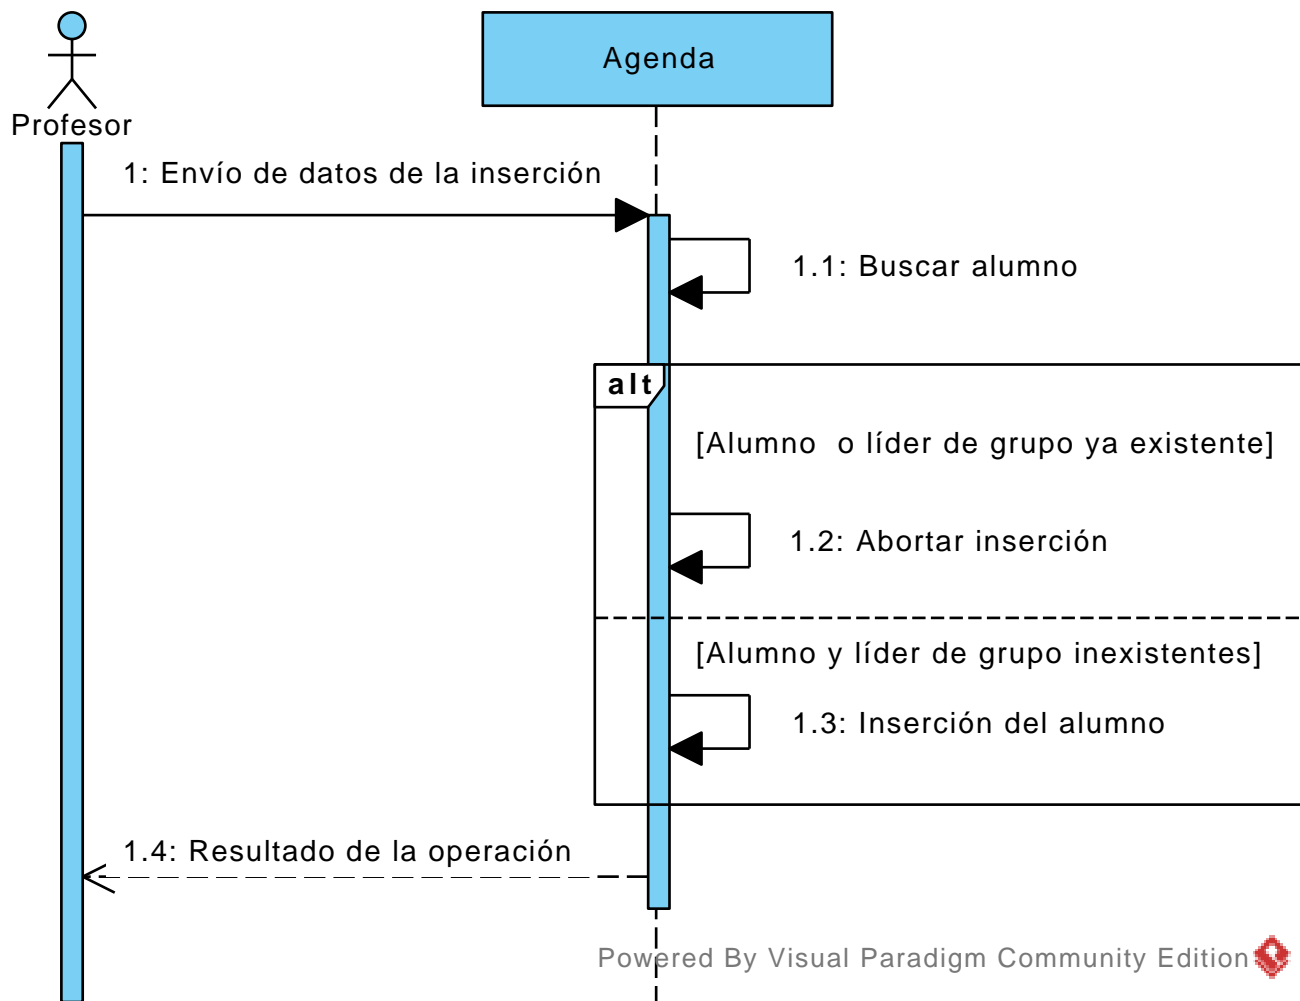 Agenda
Profesor
1: Envío de datos de la inserción
1.1: Buscar alumno
alt
[Alumno  o líder de grupo ya existente]
1.2: Abortar inserción
[Alumno y líder de grupo inexistentes]
1.3: Inserción del alumno
1.4: Resultado de la operación
Powered By Visual Paradigm Community Edition